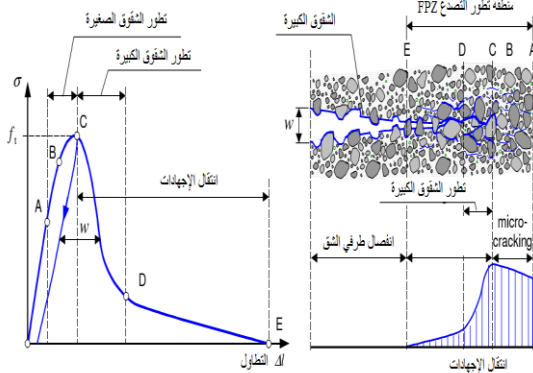 تطور الشقوق الصغيرة
تطور الشقوق الكبيرة
σ
f_t
C
B
A
انتقال الإجهادات
w
D
E
التطاول Δl
منطقة تطور التصدع FPZ
الشقوق الكبيرة
E D C B A
w
تطور الشقوق الكبيرة
انفصال طرفي الشق
micro-
cracking
انتقال الإجهادات